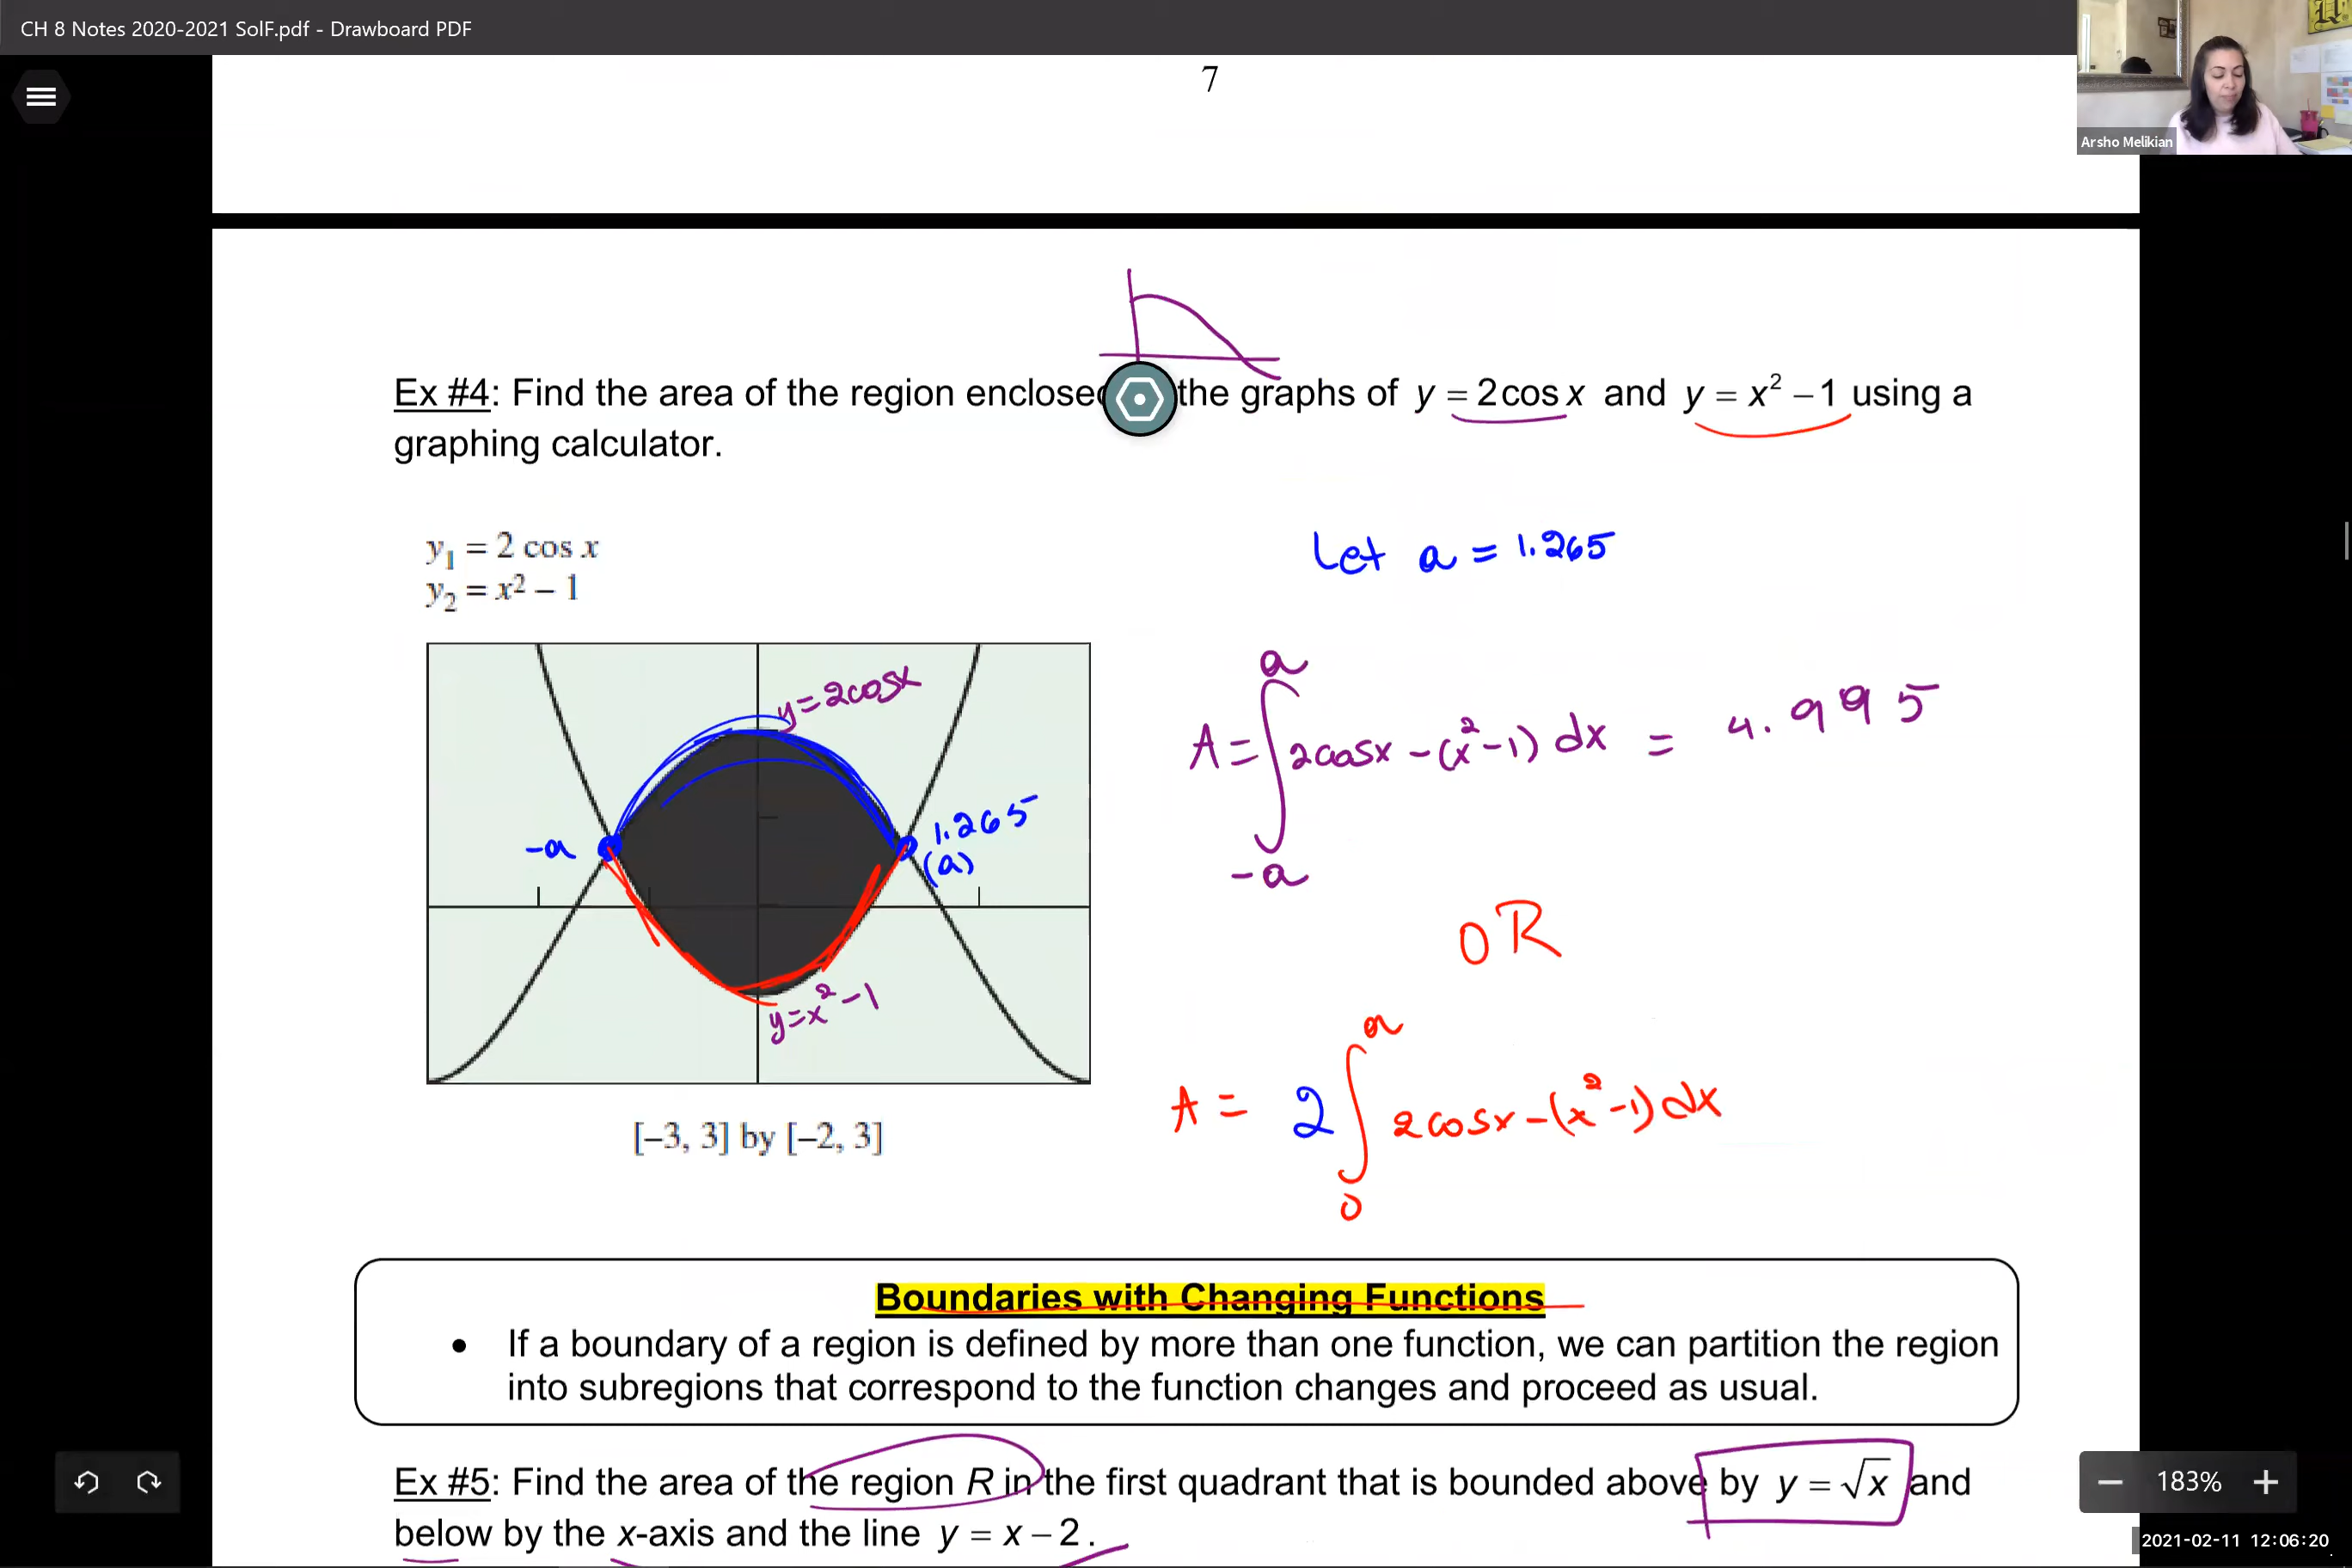 CH 8 Notes 2020-2021 SolF.pdf - Drawboard PDF
Arsho Melikian
7
Ex #4: Find the area of the region enclosed the graphs of y = 2cos x and y = x² − 1 using a
graphing calculator.
y₁ = 2 cos x
y₂ = x² – 1
Let a = 1.265
y = 2cosx
-a
1.265
(a)
y = x² - 1
[–3, 3] by [–2, 3]
A = ∫₋ₐᵃ 2cosx - (x² - 1) dx = 4.995
OR
A = 2 ∫₀ᵃ 2cosx - (x² - 1) dx
Boundaries with Changing Functions
• If a boundary of a region is defined by more than one function, we can partition the region
into subregions that correspond to the function changes and proceed as usual.
Ex #5: Find the area of the region R in the first quadrant that is bounded above by y = √x and
below by the x-axis and the line y = x − 2.
183%
2021-02-11 12:06:20